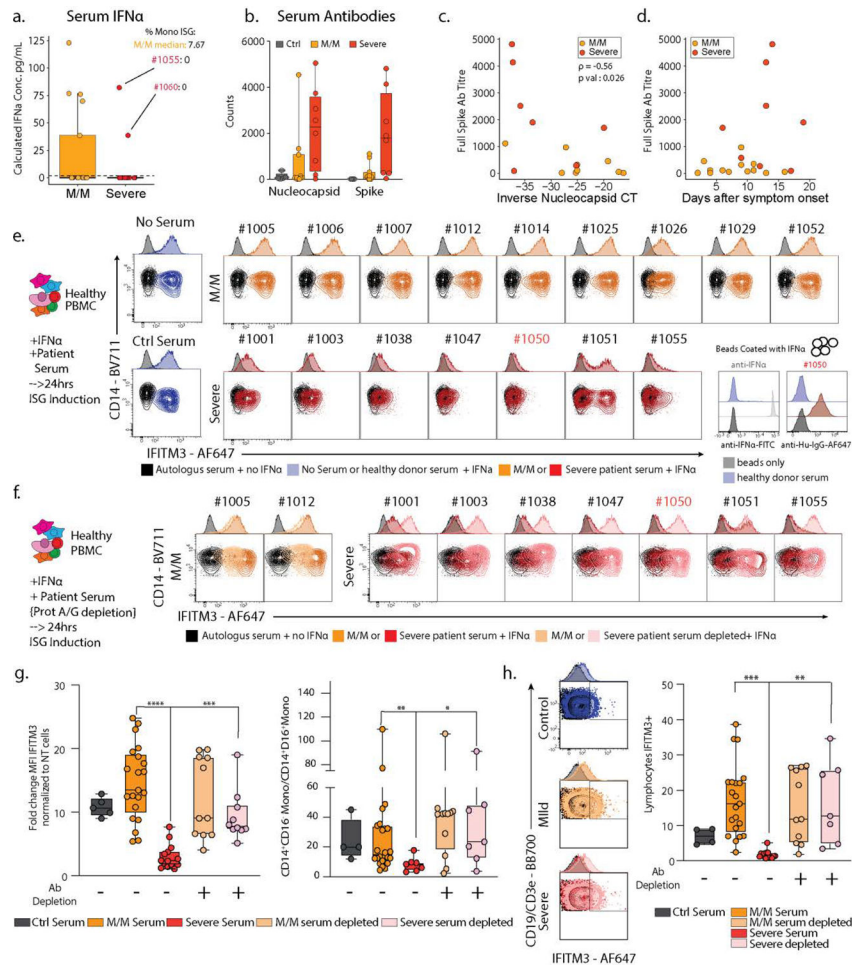 a.
Serum IFNα
% Mono ISG:
M/M median: 7.67
#1055: 0
#1060: 0
Calculated IFNa Conc. pg/mL
125
100
75
50
25
0
M/M
Severe
b.
Serum Antibodies
Ctrl
M/M
Severe
Counts
6000
4000
2000
0
Nucleocapsid
Spike
c.
M/M
Severe
ρ = -0.56
p val : 0.026
Full Spike Ab Titre
5000
4000
3000
2000
1000
0
-35
-30
-25
-20
Inverse Nucleocapsid CT
d.
M/M
Severe
Full Spike Ab Titre
5000
4000
3000
2000
1000
0
0
5
10
15
20
Days after symptom onset
e.
No Serum
Healthy
PBMC
+IFNα
+Patient
Serum
-->24hrs
ISG Induction
Ctrl Serum
CD14 - BV711
M/M
#1005
#1006
#1007
#1012
#1014
#1025
#1026
#1029
#1052
Severe
#1001
#1003
#1038
#1047
#1050
#1051
#1055
Beads Coated with IFNα
anti-IFNα
#1050
anti-IFNα-FITC
anti-Hu-IgG-AF647
beads only
healthy donor serum
IFITM3 - AF647
Autologus serum + no IFNα
No Serum or healthy donor serum + IFNα
M/M or
Severe patient serum + IFNα
f.
Healthy
PBMC
+IFNα
+ Patient Serum
{Prot A/G depletion}
--> 24hrs
ISG Induction
CD14 - BV711
M/M
#1005
#1012
Severe
#1001
#1003
#1038
#1047
#1050
#1051
#1055
IFITM3 - AF647
Autologus serum + no IFNα
M/M or
Severe patient serum + IFNα
M/M or
Severe patient serum depleted+ IFNα
g.
Fold change MFI IFITM3
normalized to NT cells
30
20
10
0
****
***
Ab
Depletion
-
-
-
+
+
CD14+CD16- Mono/CD14+D16+Mono
140
120
100
80
60
40
20
0
**
*
-
-
-
+
+
Ctrl Serum
M/M Serum
Severe Serum
M/M serum depleted
Severe serum depleted
h.
Control
Mild
Severe
CD19/CD3e - BB700
IFITM3 - AF647
Lymphocytes IFITM3+
50
40
30
20
10
0
***
**
-
-
-
+
+
Ab
Depletion
Ctrl Serum
M/M Serum
M/M serum depleted
Severe Serum
Severe depleted